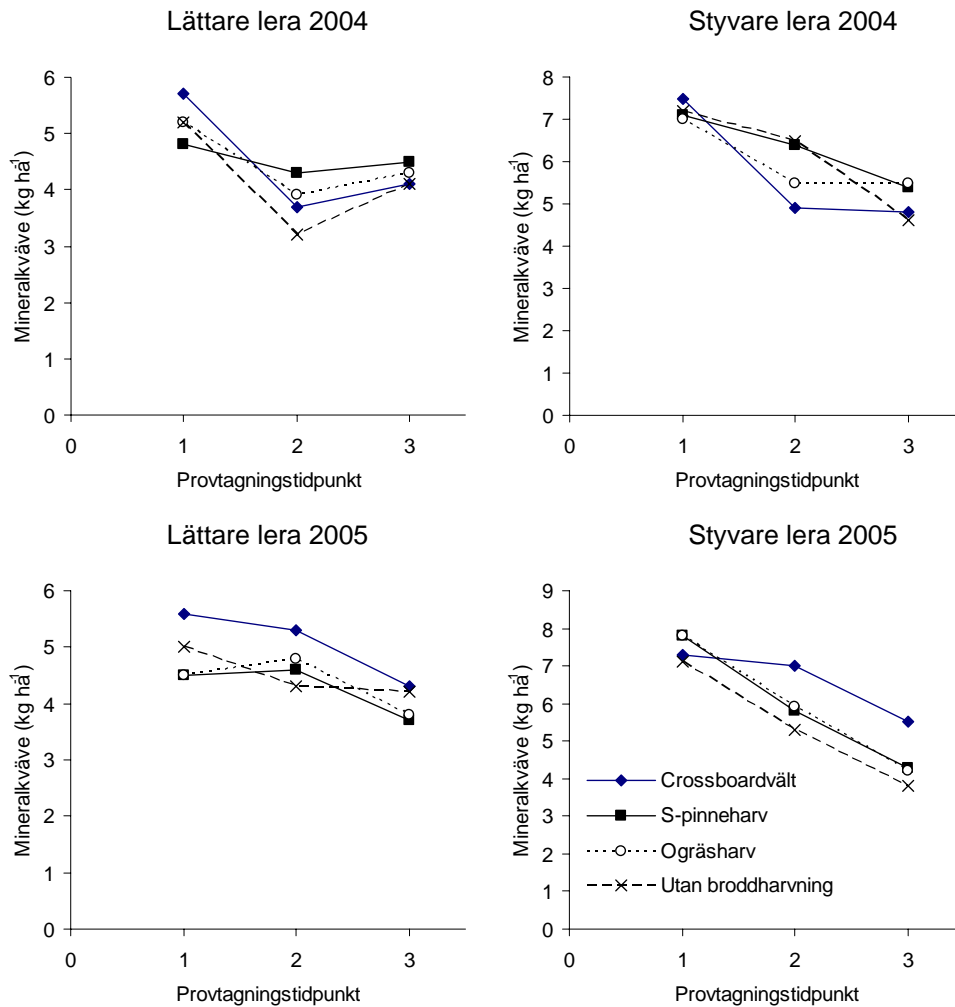 Lättare lera 2004
Mineralkväve (kg ha⁻¹)
6
5
4
3
2
1
0
0 1 2 3
Provtagningstidpunkt
Styvare lera 2004
Mineralkväve (kg ha⁻¹)
8
7
6
5
4
3
2
1
0
0 1 2 3
Provtagningstidpunkt
Lättare lera 2005
Mineralkväve (kg ha⁻¹)
6
5
4
3
2
1
0
0 1 2 3
Provtagningstidpunkt
Styvare lera 2005
Mineralkväve (kg ha⁻¹)
9
8
7
6
5
4
3
2
1
0
Crossboardvält
S-pinneharv
Ogräsharv
Utan broddharvning
0 1 2 3
Provtagningstidpunkt